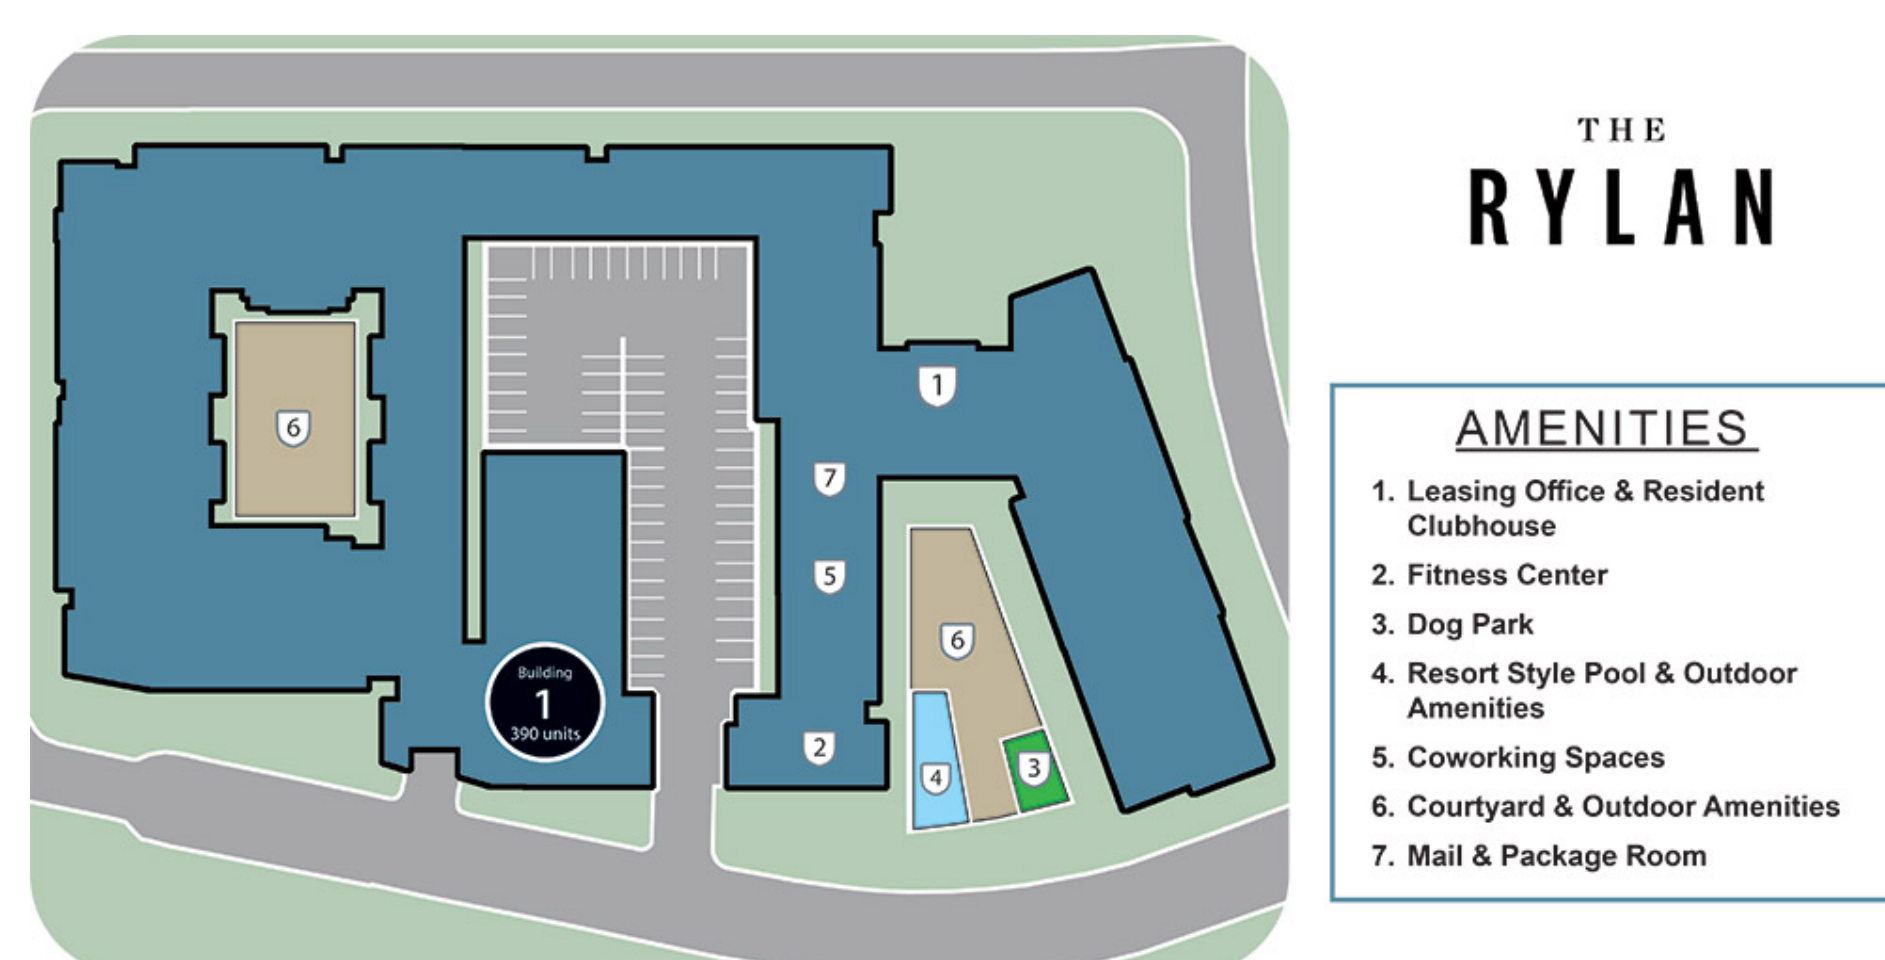 THE
RYLAN
AMENITIES
1. Leasing Office & Resident
Clubhouse
2. Fitness Center
3. Dog Park
4. Resort Style Pool & Outdoor
Amenities
5. Coworking Spaces
6. Courtyard & Outdoor Amenities
7. Mail & Package Room
1
6
7
5
6
2
4
3
Building
1
390 units